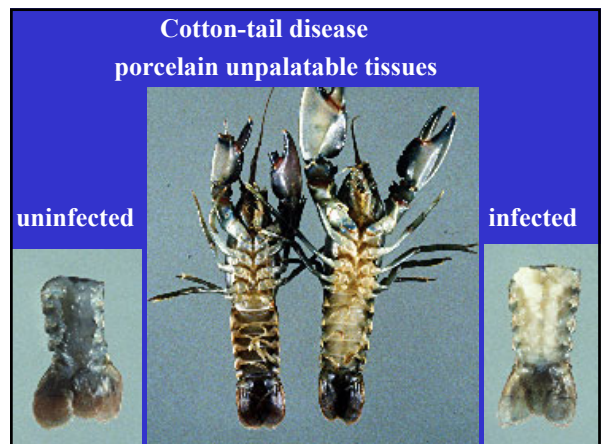 Cotton-tail disease
porcelain unpalatable tissues
uninfected
infected